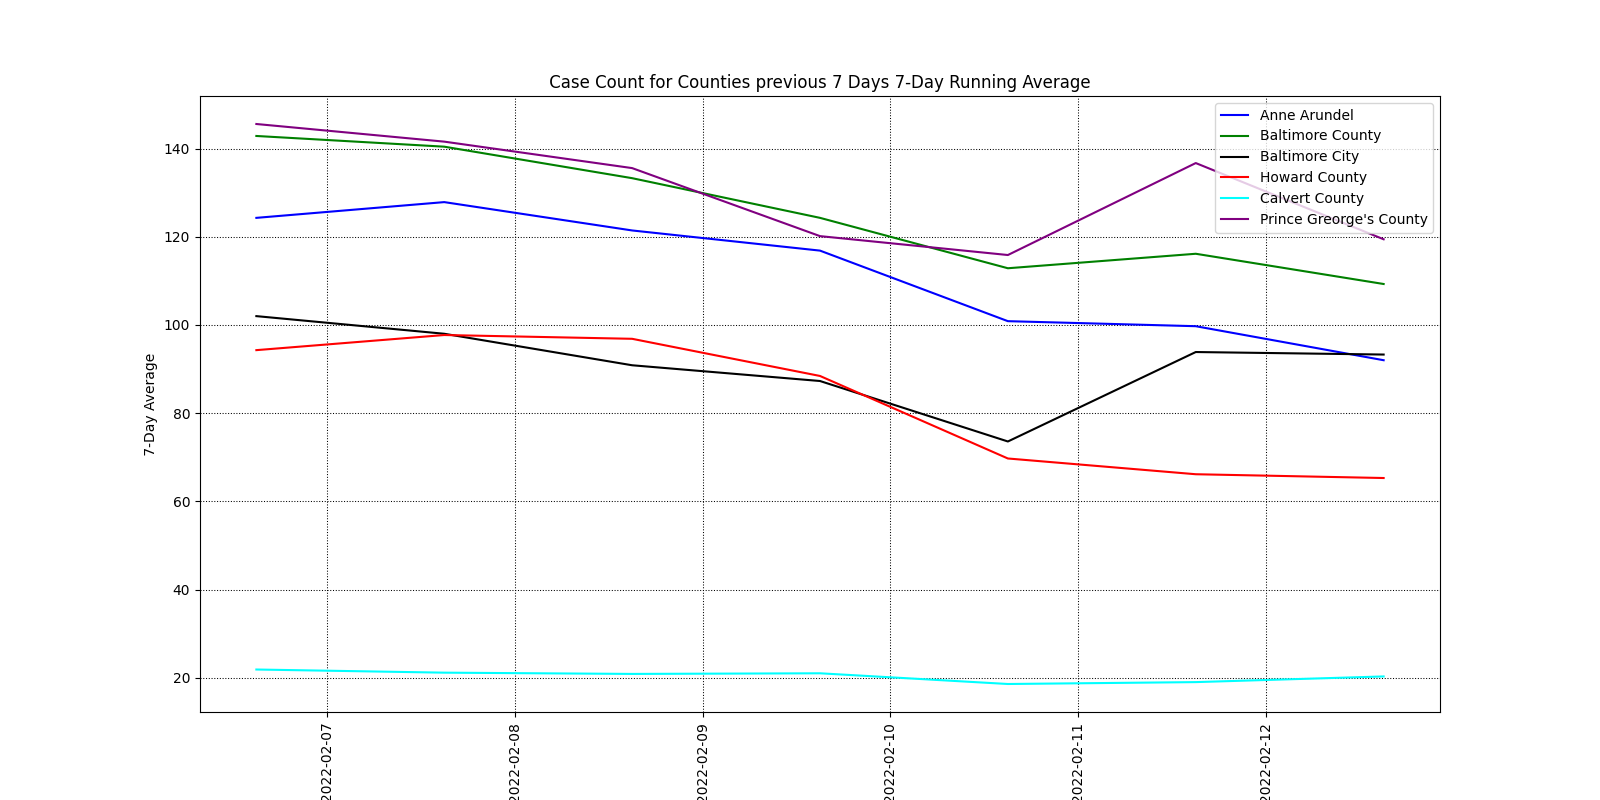 Case Count for Counties previous 7 Days 7-Day Running Average
Anne Arundel
Baltimore County
Baltimore City
Howard County
Calvert County
Prince Greorge's County
7-Day Average
140
120
100
80
60
40
20
2022-02-07
2022-02-08
2022-02-09
2022-02-10
2022-02-11
2022-02-12